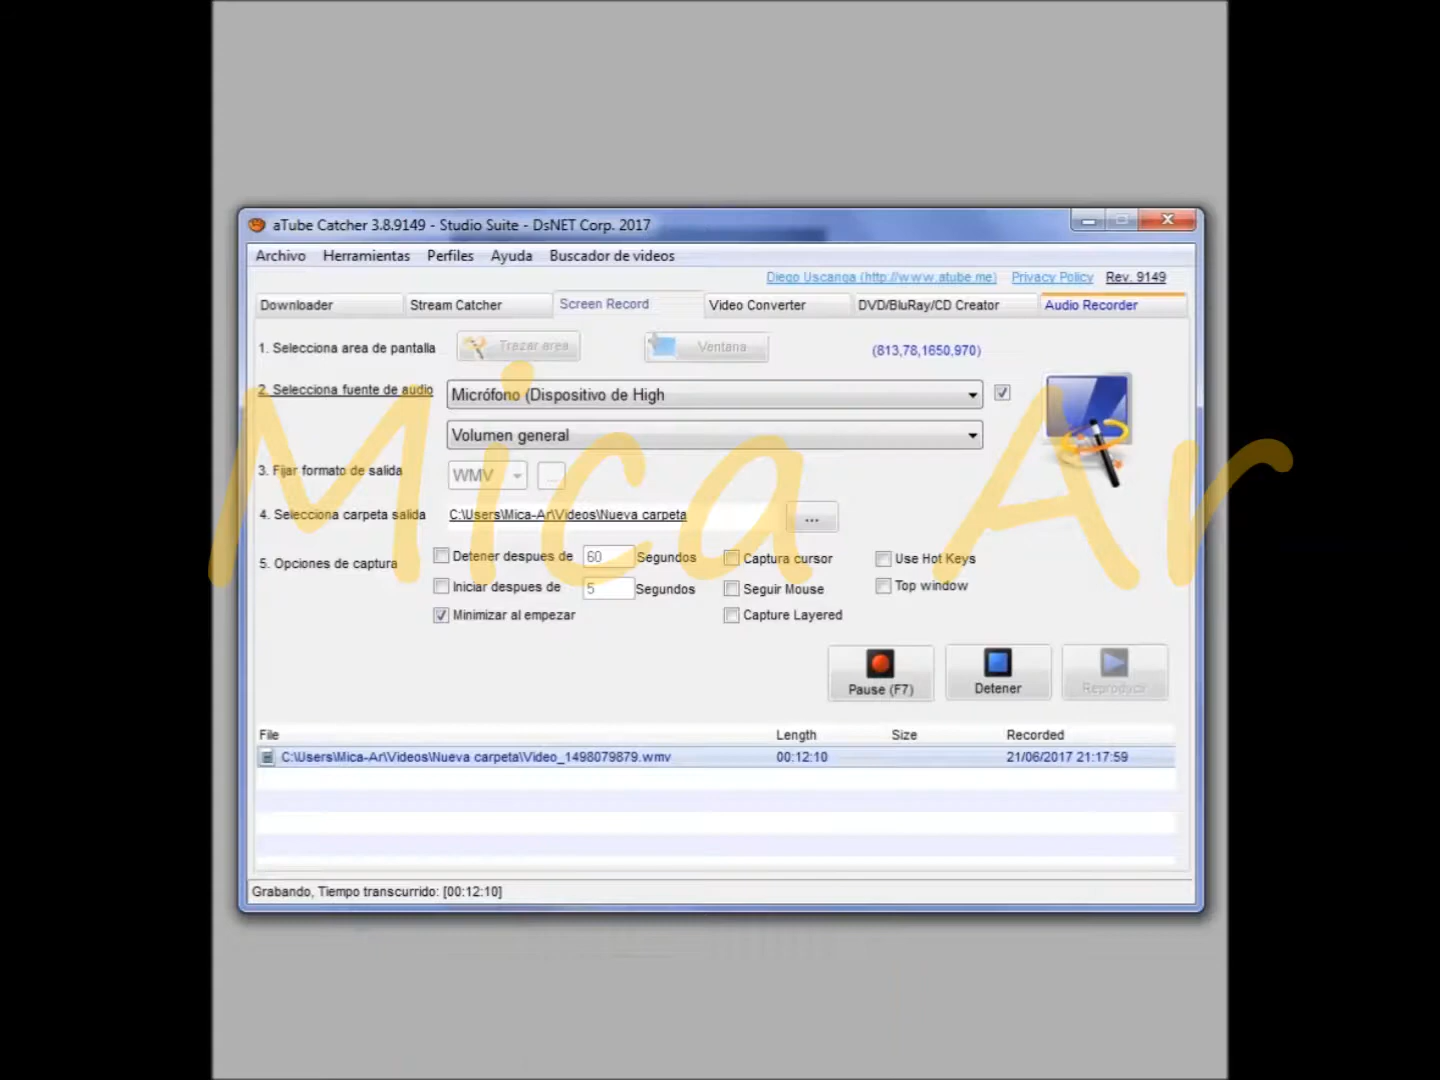 aTube Catcher 3.8.9149 - Studio Suite - DsNET Corp. 2017
Archivo Herramientas Perfiles Ayuda Buscador de videos
Diego Uscanga (http://www.atube.me) Privacy Policy Rev. 9149
Downloader Stream Catcher Screen Record Video Converter DVD/BluRay/CD Creator Audio Recorder
1. Selecciona area de pantalla Trazar area Ventana (813,78,1650,970)
2. Selecciona fuente de audio Micrófono (Dispositivo de High
Volumen general
3. Fijar formato de salida WMV ...
4. Selecciona carpeta salida C:\Users\Mica-Ar\Videos\Nueva carpeta ...
5. Opciones de captura Detener despues de 60 Segundos Captura cursor Use Hot Keys
Iniciar despues de 5 Segundos Seguir Mouse Top window
Minimizar al empezar Capture Layered
Mica Ar
Pause (F7) Detener Reproducir
File Length Size Recorded
C:\Users\Mica-Ar\Videos\Nueva carpeta\Video_1498079879.wmv 00:12:10 21/06/2017 21:17:59
Grabando, Tiempo transcurrido: [00:12:10]